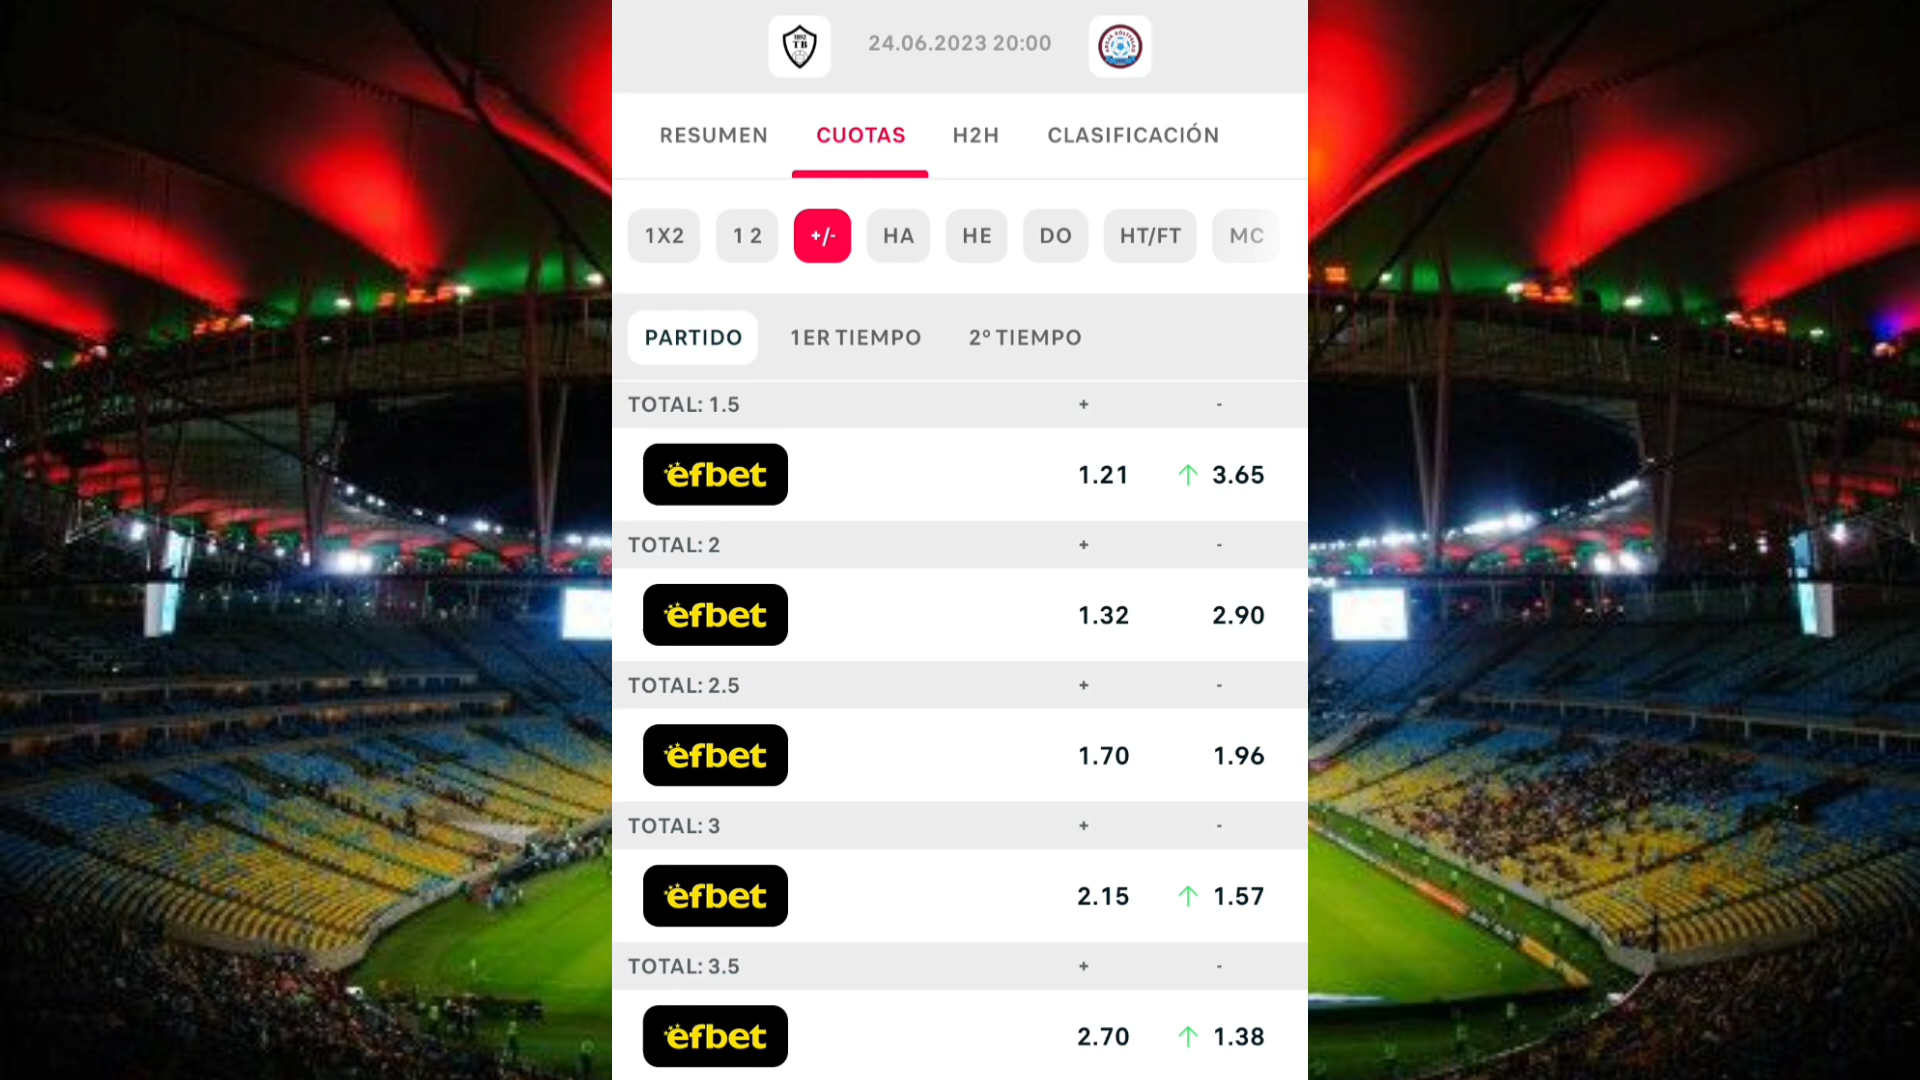 24.06.2023 20:00
RESUMEN CUOTAS H2H CLASIFICACIÓN
1X2 1 2 +/- HA HE DO HT/FT MC
PARTIDO 1ER TIEMPO 2º TIEMPO
TOTAL: 1.5 + -
efbet 1.21 ↑ 3.65
TOTAL: 2 + -
efbet 1.32 2.90
TOTAL: 2.5 + -
efbet 1.70 1.96
TOTAL: 3 + -
efbet 2.15 ↑ 1.57
TOTAL: 3.5 + -
efbet 2.70 ↑ 1.38